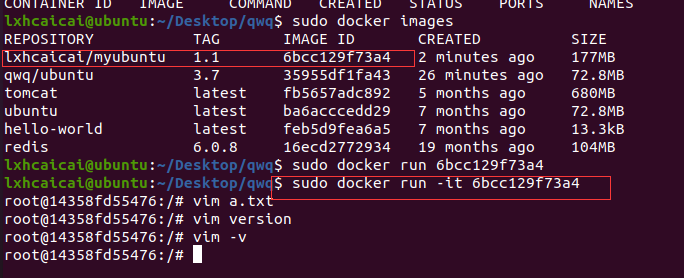 CONTAINER ID   IMAGE     COMMAND   CREATED   STATUS    PORTS     NAMES
lxhcaicai@ubuntu:~/Desktop/qwq$ sudo docker images
REPOSITORY           TAG       IMAGE ID       CREATED          SIZE
lxhcaicai/myubuntu   1.1       6bcc129f73a4   2 minutes ago    177MB
qwq/ubuntu           3.7       35955df1fa43   26 minutes ago   72.8MB
tomcat               latest    fb5657adc892   5 months ago     680MB
ubuntu               latest    ba6acccedd29   7 months ago     72.8MB
hello-world          latest    feb5d9fea6a5   7 months ago     13.3kB
redis                6.0.8     16ecd2772934   19 months ago    104MB
lxhcaicai@ubuntu:~/Desktop/qwq$ sudo docker run 6bcc129f73a4
lxhcaicai@ubuntu:~/Desktop/qwq$ sudo docker run -it 6bcc129f73a4
root@14358fd55476:/# vim a.txt
root@14358fd55476:/# vim version
root@14358fd55476:/# vim -v
root@14358fd55476:/#